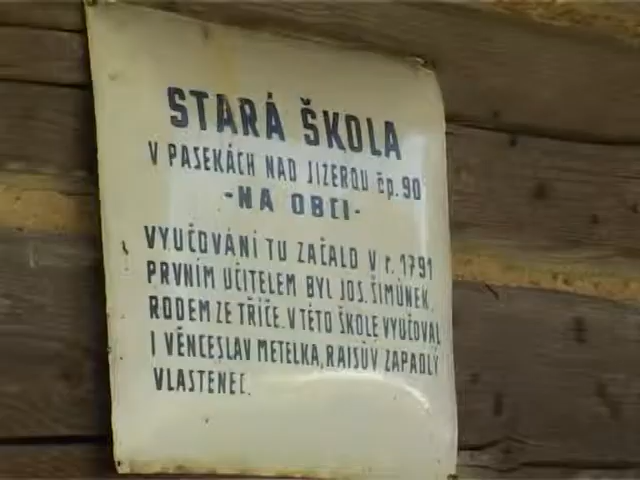 STARÁ ŠKOLA
V PASEKÁCH NAD JIZEROU čp. 90
-NA OBCI-
VYUČOVÁNÍ TU ZAČALO V r. 1791
PRVNÍM UČITELEM BYL JOS. ŠIMŮNEK,
RODEM ZE TŘÍČE. V TÉTO ŠKOLE VYUČOVAL
I VĚNCESLAV METELKA, RAISŮV ZAPADLÝ
VLASTENEC.